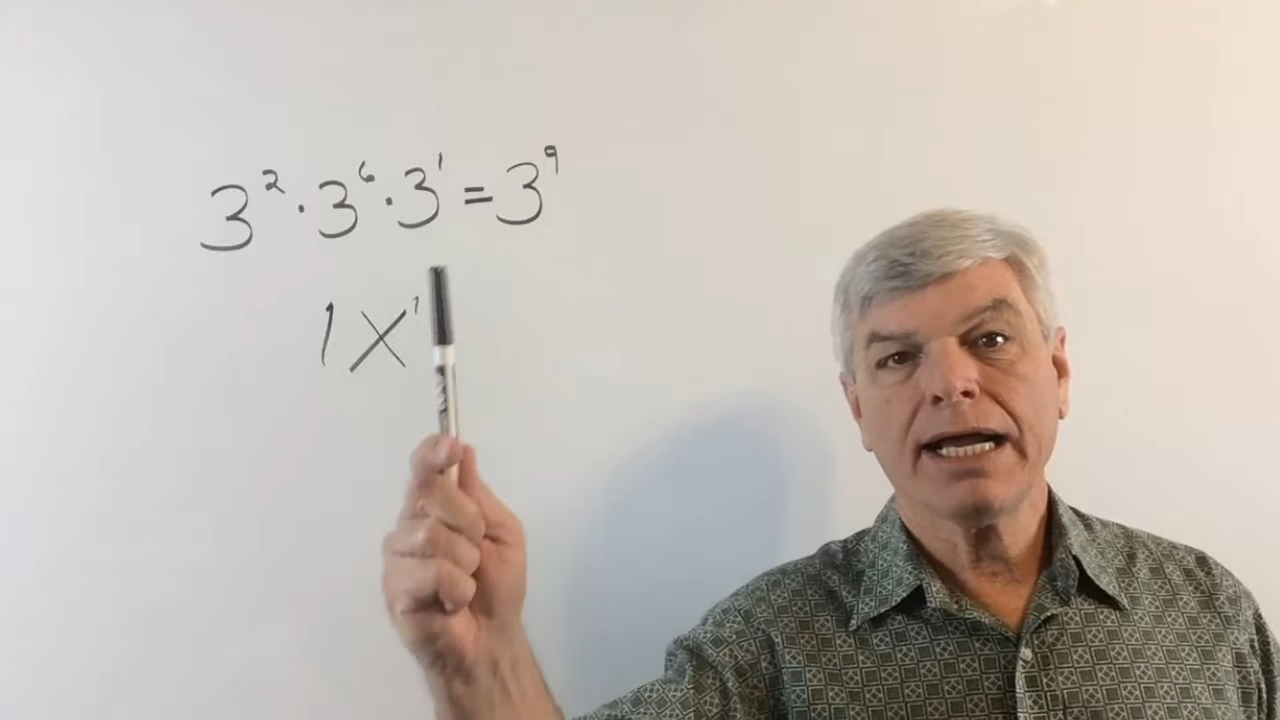 3² · 3⁶ · 3¹ = 3⁹
1x¹